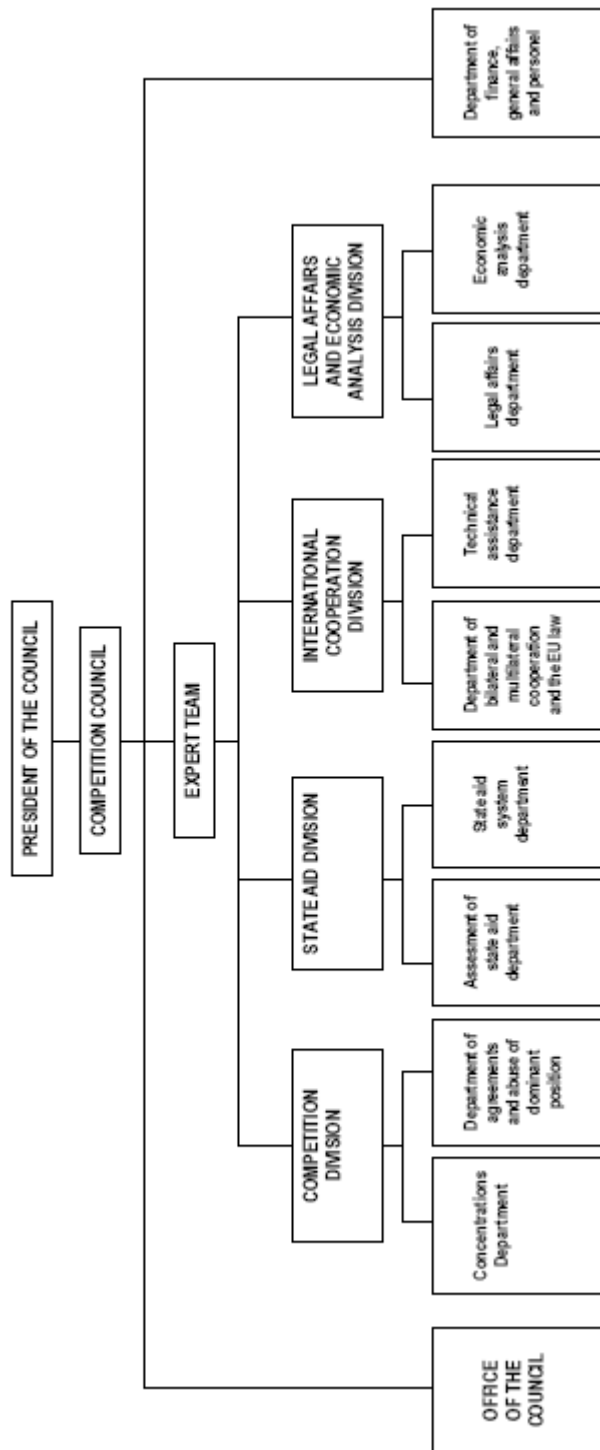 PRESIDENT OF THE COUNCIL
COMPETITION COUNCIL
EXPERT TEAM
COMPETITION
DIVISION
STATE AID DIVISION
INTERNATIONAL
COOPERATION
DIVISION
LEGAL AFFAIRS
AND ECONOMIC
ANALYSIS DIVISION
OFFICE
OF THE
COUNCIL
Concentrations
Department
Department of
agreements
and abuse of
dominant
position
Assesment of
state aid
department
State aid
system
department
Department of
bilateral and
multilateral
cooperation
and the EU law
Technical
assistance
department
Legal affairs
department
Economic
analysis
department
Department of
finance,
general affairs
and personel